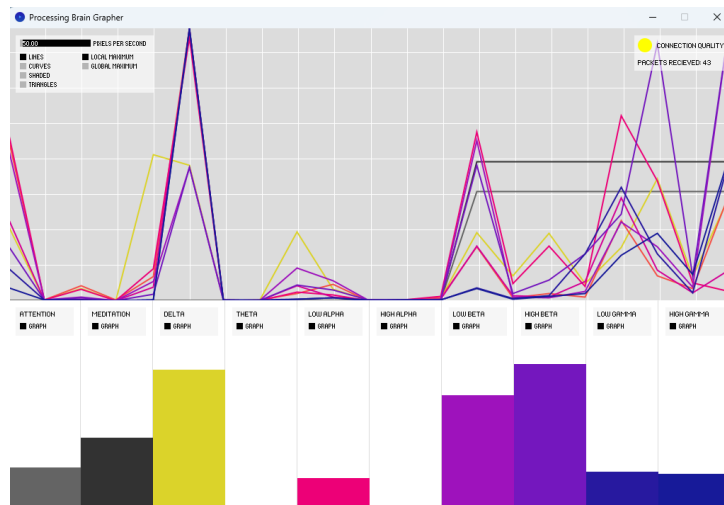 Processing Brain Grapher
50.00 PIXELS PER SECOND
LINES
LOCAL MAXIMUM
CURVES
GLOBAL MAXIMUM
SHADED
TRIANGLES
CONNECTION QUALITY
PACKETS RECIEVED: 43
ATTENTION
MEDITATION
DELTA
THETA
LOW ALPHA
HIGH ALPHA
LOW BETA
HIGH BETA
LOW GAMMA
HIGH GAMMA
GRAPH
GRAPH
GRAPH
GRAPH
GRAPH
GRAPH
GRAPH
GRAPH
GRAPH
GRAPH